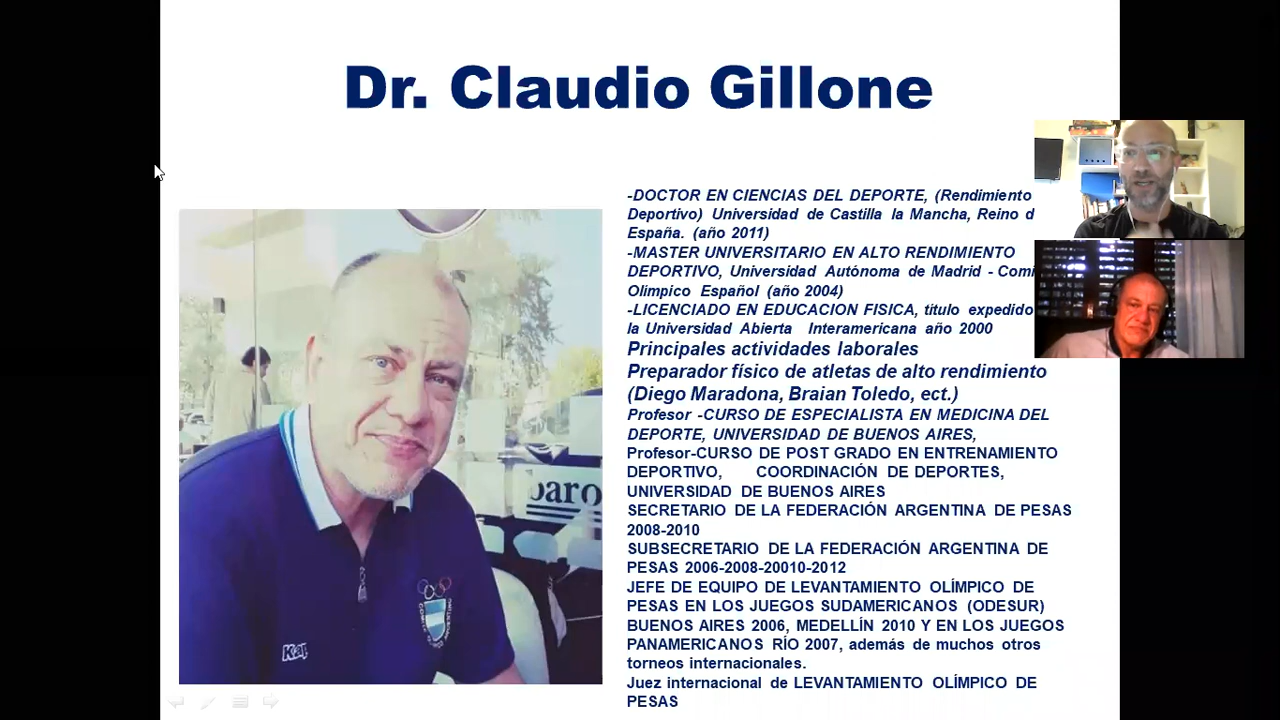 Dr. Claudio Gillone
-DOCTOR EN CIENCIAS DEL DEPORTE, (Rendimiento
Deportivo) Universidad de Castilla la Mancha, Reino d
España. (año 2011)
-MASTER UNIVERSITARIO EN ALTO RENDIMIENTO
DEPORTIVO, Universidad Autónoma de Madrid - Comi
Olimpico Español (año 2004)
-LICENCIADO EN EDUCACION FISICA, título expedido
la Universidad Abierta Interamericana año 2000
Principales actividades laborales
Preparador físico de atletas de alto rendimiento
(Diego Maradona, Braian Toledo, ect.)
Profesor -CURSO DE ESPECIALISTA EN MEDICINA DEL
DEPORTE, UNIVERSIDAD DE BUENOS AIRES,
Profesor-CURSO DE POST GRADO EN ENTRENAMIENTO
DEPORTIVO, COORDINACIÓN DE DEPORTES,
UNIVERSIDAD DE BUENOS AIRES
SECRETARIO DE LA FEDERACIÓN ARGENTINA DE PESAS
2008-2010
SUBSECRETARIO DE LA FEDERACIÓN ARGENTINA DE
PESAS 2006-2008-20010-2012
JEFE DE EQUIPO DE LEVANTAMIENTO OLÍMPICO DE
PESAS EN LOS JUEGOS SUDAMERICANOS (ODESUR)
BUENOS AIRES 2006, MEDELLÍN 2010 Y EN LOS JUEGOS
PANAMERICANOS RÍO 2007, además de muchos otros
torneos internacionales.
Juez internacional de LEVANTAMIENTO OLÍMPICO DE
PESAS
baro
Kap